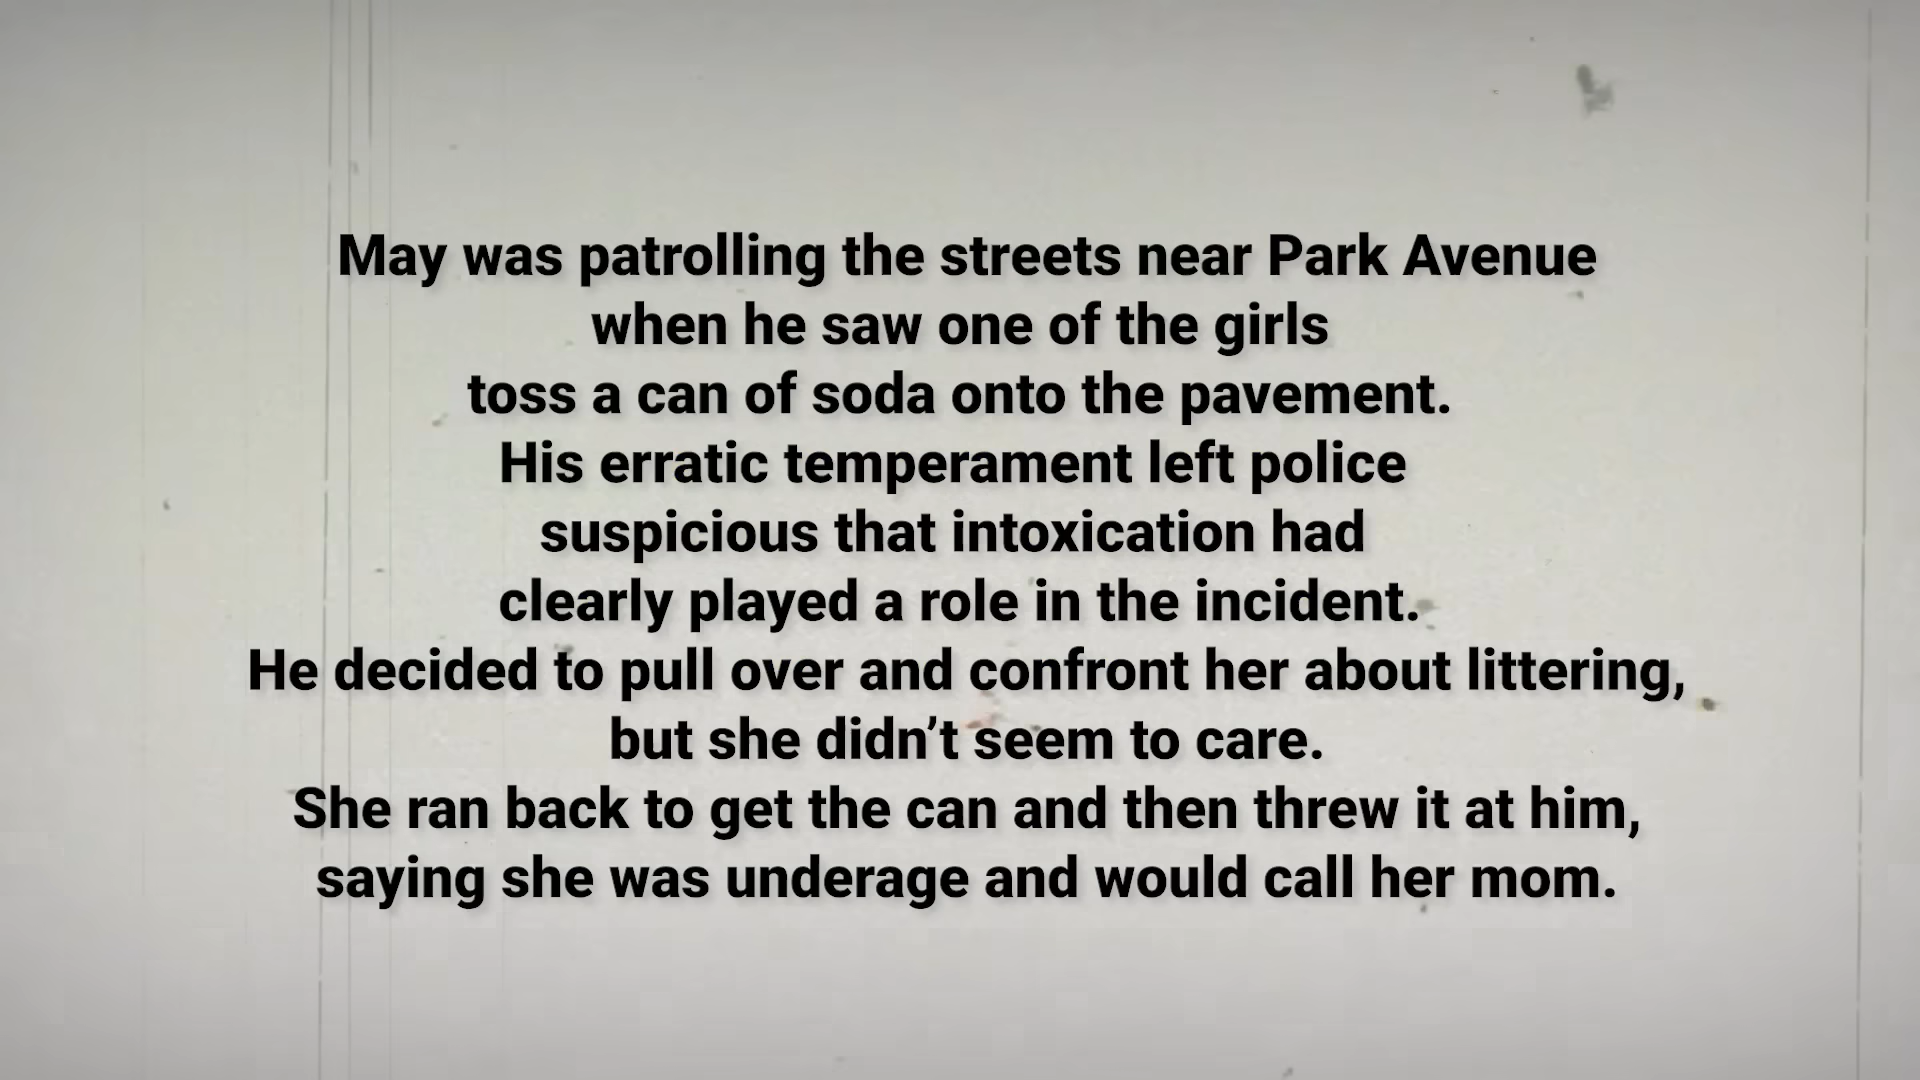 May was patrolling the streets near Park Avenue
when he saw one of the girls
toss a can of soda onto the pavement.
His erratic temperament left police
suspicious that intoxication had
clearly played a role in the incident.
He decided to pull over and confront her about littering,
but she didn’t seem to care.
She ran back to get the can and then threw it at him,
saying she was underage and would call her mom.